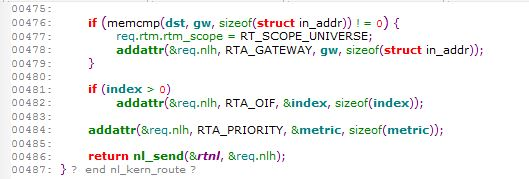 00475:
00476: if (memcmp(dst, gw, sizeof(struct in_addr)) != 0) {
00477: req.rtm.rtm_scope = RT_SCOPE_UNIVERSE;
00478: addattr(&req.nlh, RTA_GATEWAY, gw, sizeof(struct in_addr));
00479: }
00480:
00481: if (index > 0)
00482: addattr(&req.nlh, RTA_OIF, &index, sizeof(index));
00483:
00484: addattr(&req.nlh, RTA_PRIORITY, &metric, sizeof(metric));
00485:
00486: return nl_send(&rtnl, &req.nlh);
00487: } ? end nl_kern_route ?